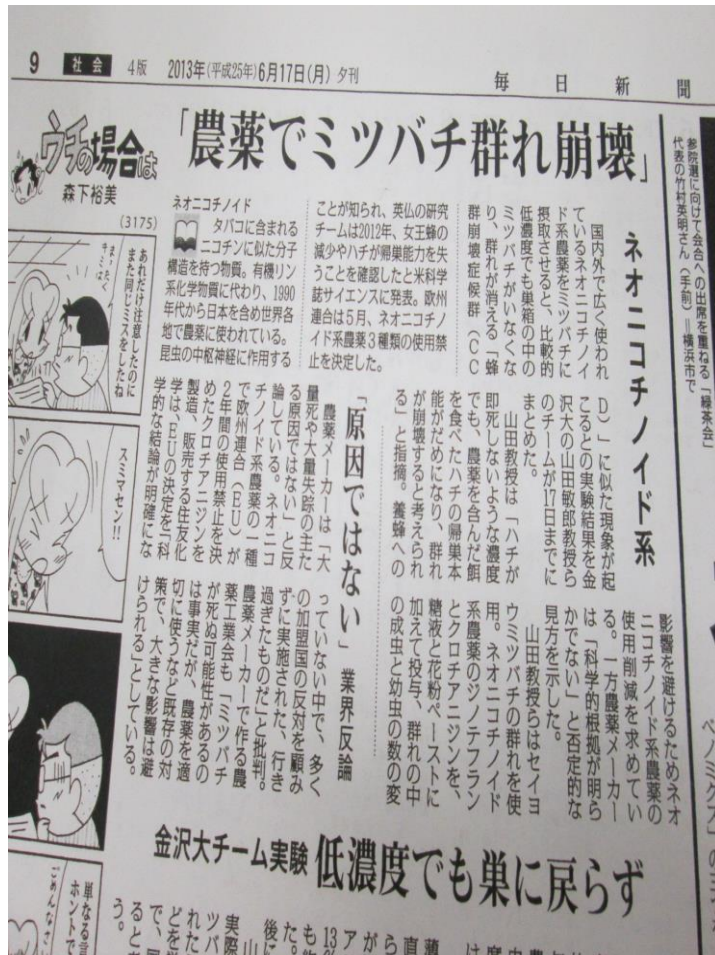 9 社会 4版 2013年(平成25年)6月17日(月) 夕刊
毎日新聞
「農薬でミツバチ群れ崩壊」
ネオニコチノイド系
金沢大チーム実験 低濃度でも巣に戻らず
国内外で広く使われ
ているネオニコチノイ
ド系農薬をミツバチに
摂取させると、比較的
低濃度でも巣箱の中の
ミツバチがいなくな
り、群れが消える「蜂
群崩壊症候群（ＣＣ
Ｄ）」に似た現象が起
こるとの実験結果を金
沢大の山田敏郎教授ら
のチームが17日までに
まとめた。
山田教授は「ハチが
即死しないような濃度
でも、農薬を含んだ餌
を食べたハチの帰巣本
能がだめになり、群れ
が崩壊すると考えられ
る」と指摘。養蜂への
影響を避けるためネオ
ニコチノイド系農薬の
使用削減を求めてい
る。一方農薬メーカー
は「科学的根拠が明ら
かでない」と否定的な
見方を示した。
山田教授らはセイヨ
ウミツバチの群れを使
用。ネオニコチノイド
系農薬のジノテフラン
とクロチアニジンを、
糖液と花粉ペーストに
加えて投与、群れの中
の成虫と幼虫の数の変
ネオニコチノイド
タバコに含まれる
ニコチンに似た分子
構造を持つ物質。有機リン
系化学物質に代わり、1990
年代から日本を含め世界各
地で農薬に使われている。
昆虫の中枢神経に作用する
ことが知られ、英仏の研究
チームは2012年、女王蜂の
減少やハチが帰巣能力を失
うことを確認したと米科学
誌サイエンスに発表。欧州
連合は5月、ネオニコチノ
イド系農薬3種類の使用禁
止を決定した。
「原因ではない」 業界反論
農薬メーカーは「大
量死や大量失踪の主た
る原因ではない」と反
論している。ネオニコ
チノイド系農薬の一種
で欧州連合（ＥＵ）が
２年間の使用禁止を決
めたクロチアニジンを
製造、販売する住友化
学は、ＥＵの決定を「科
学的な結論が明確にな
っていない中で、多く
の加盟国の反対を顧み
ずに実施された、行き
過ぎたものだ」と批判。
農薬メーカーで作る農
薬工業会も「ミツバチ
が死ぬ可能性があるの
は事実だが、農薬を適
切に使うなど既存の対
策で、大きな影響は避
けられる」としている。
ウチの場合は
森下裕美
(3175)
あれだけ注意したのに
また同じミスをしたね
まったく
キミは
スミマセン!!
ごめんなさ
単なる言
ホントで
参院選に向けて会合への出席を重ねる「緑茶会」
代表の竹村英明さん（手前）＝横浜市で